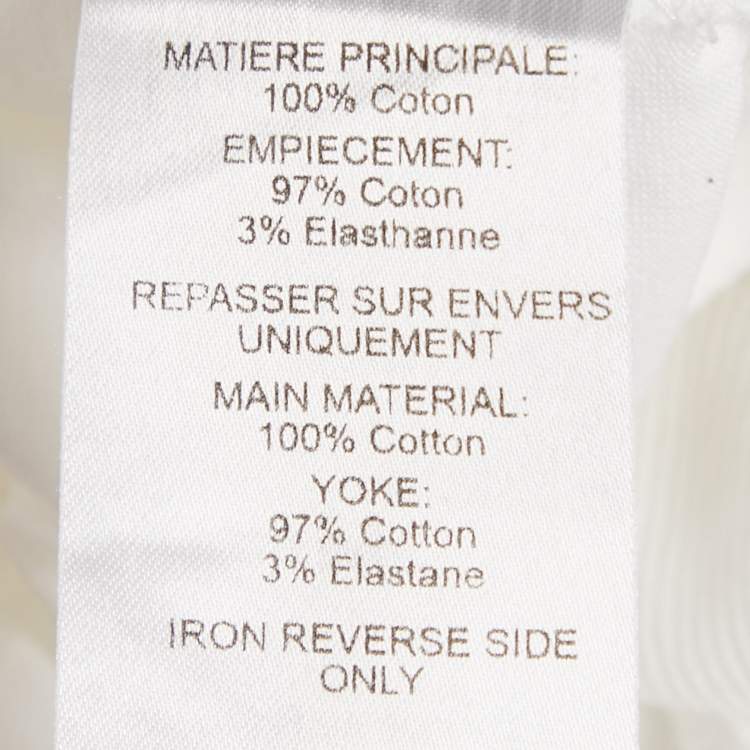 MATIERE PRINCIPALE:
100% Coton
EMPIECEMENT:
97% Coton
3% Elasthanne
REPASSER SUR ENVERS
UNIQUEMENT
MAIN MATERIAL:
100% Cotton
YOKE:
97% Cotton
3% Elastane
IRON REVERSE SIDE
ONLY